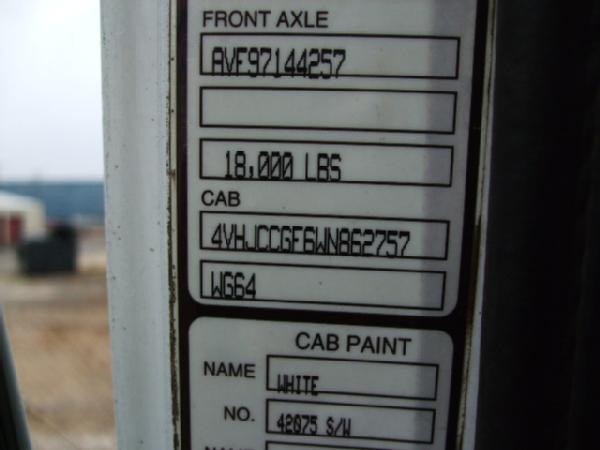 FRONT AXLE
AVF97144257
18,000 LBS
CAB
4VHJCCGF6WN862757
WG64
CAB PAINT
NAME WHITE
NO. 42075 S/W